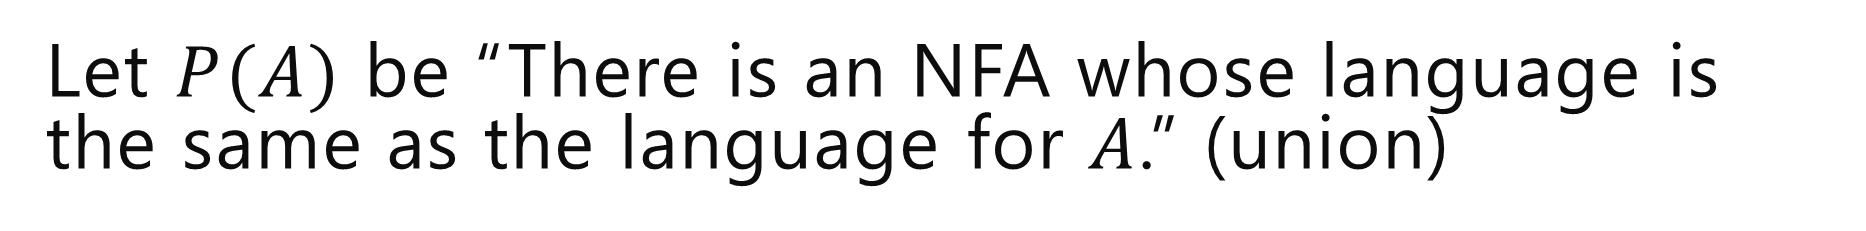 Let P(A) be “There is an NFA whose language is
the same as the language for A.” (union)